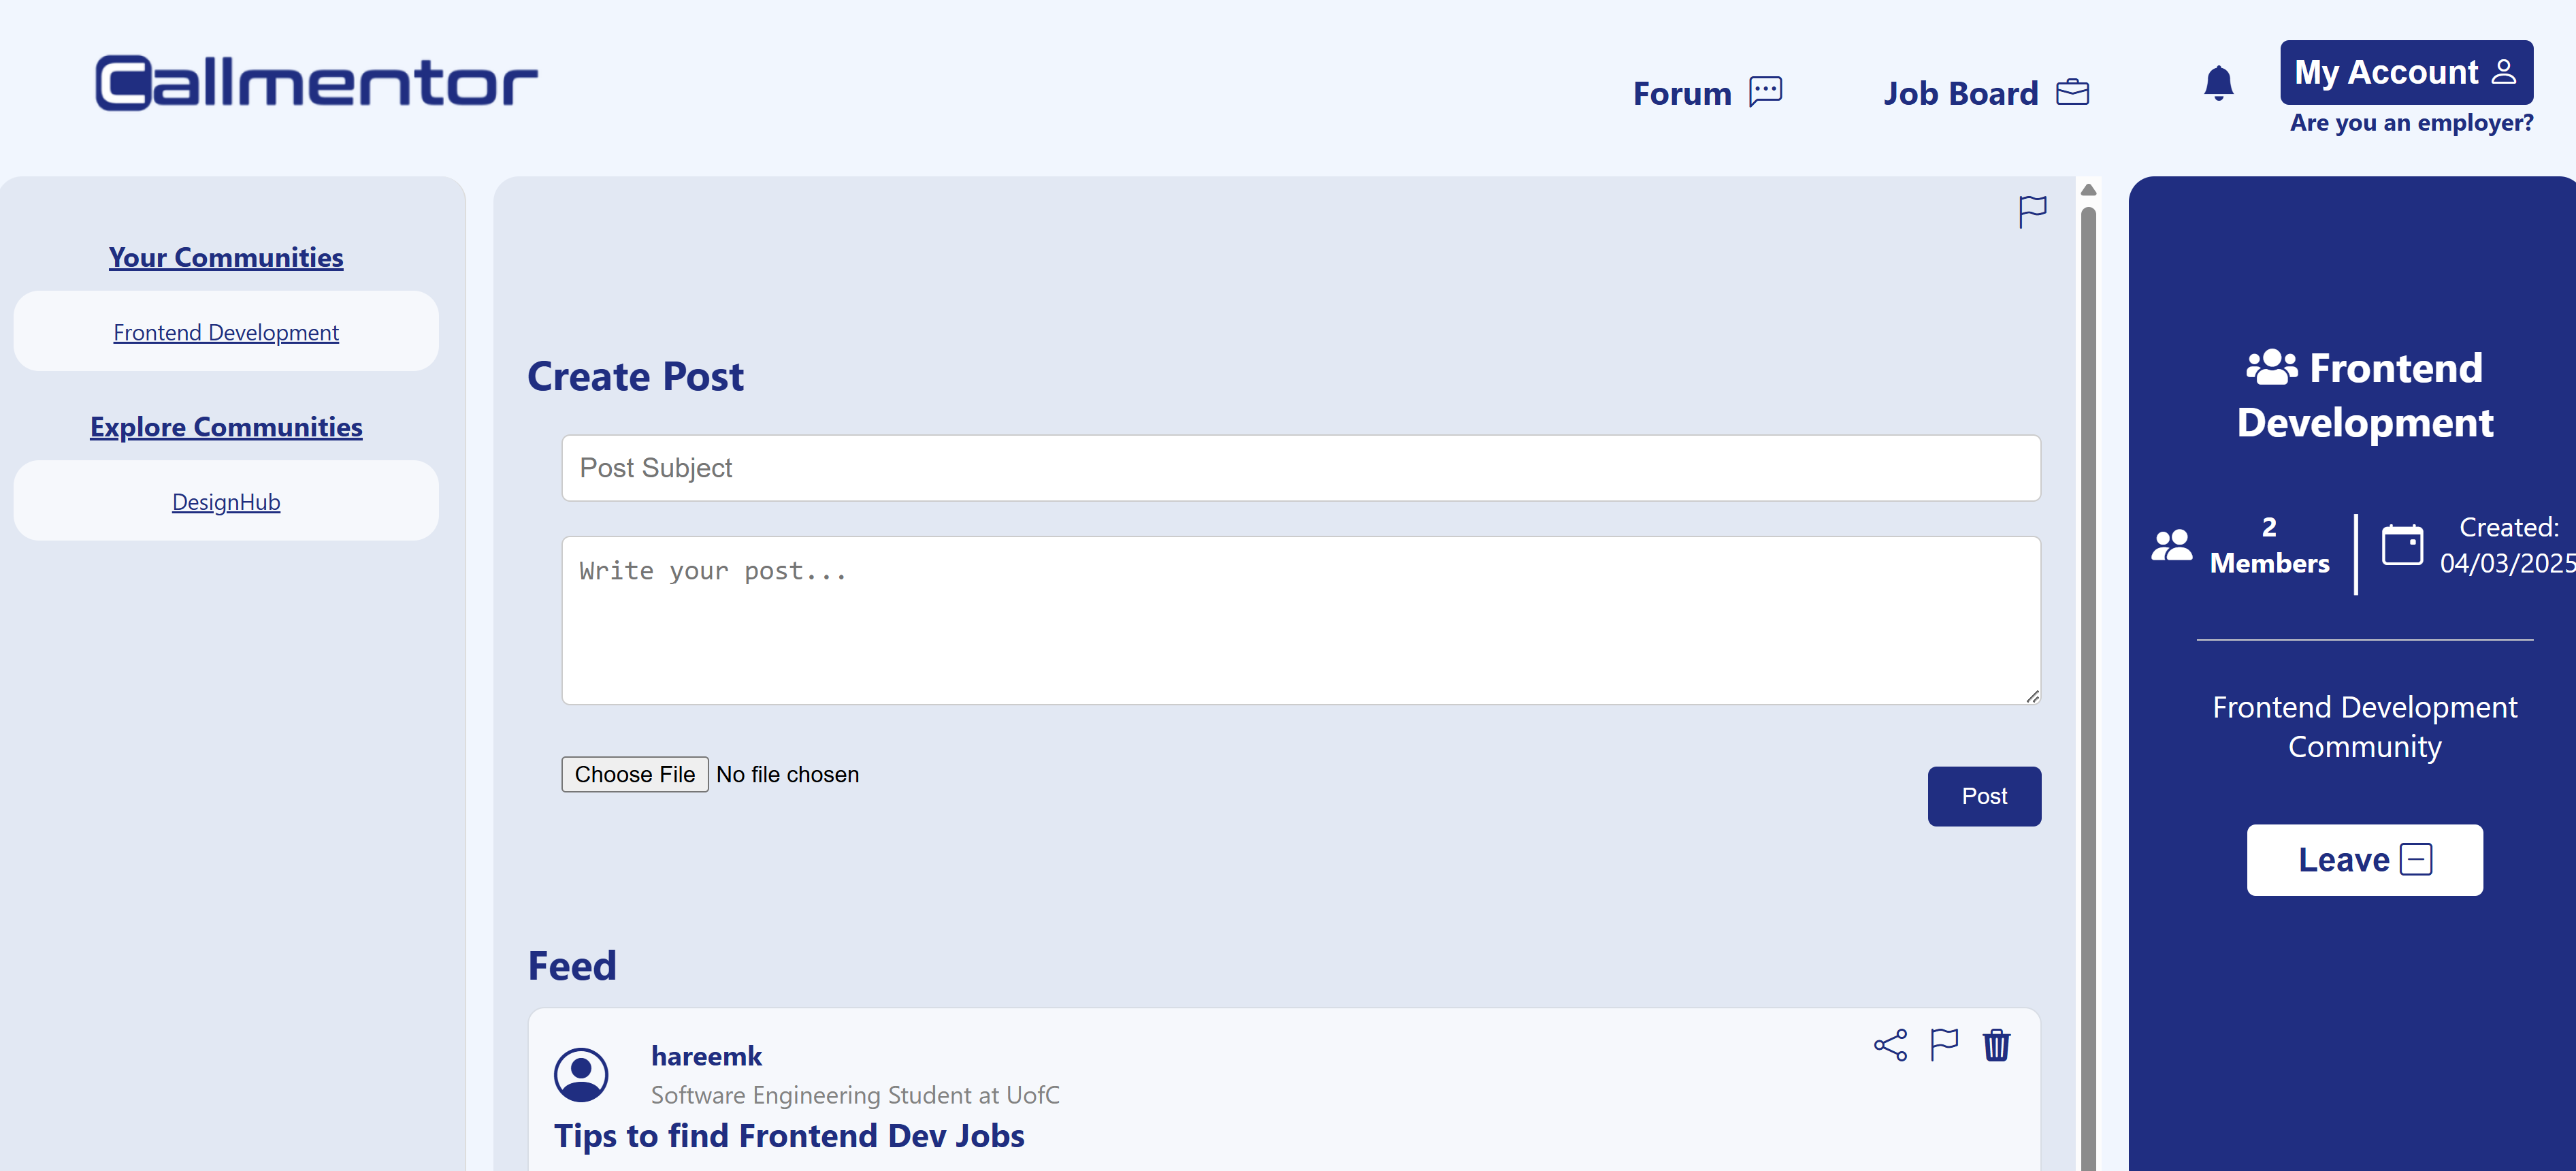 Callmentor
Forum
Job Board
My Account
Are you an employer?
Your Communities
Frontend Development
Explore Communities
DesignHub
Create Post
Post Subject
Write your post...
Choose File No file chosen
Post
Feed
hareemk
Software Engineering Student at UofC
Tips to find Frontend Dev Jobs
Frontend
Development
2
Members
Created:
04/03/2025
Frontend Development
Community
Leave